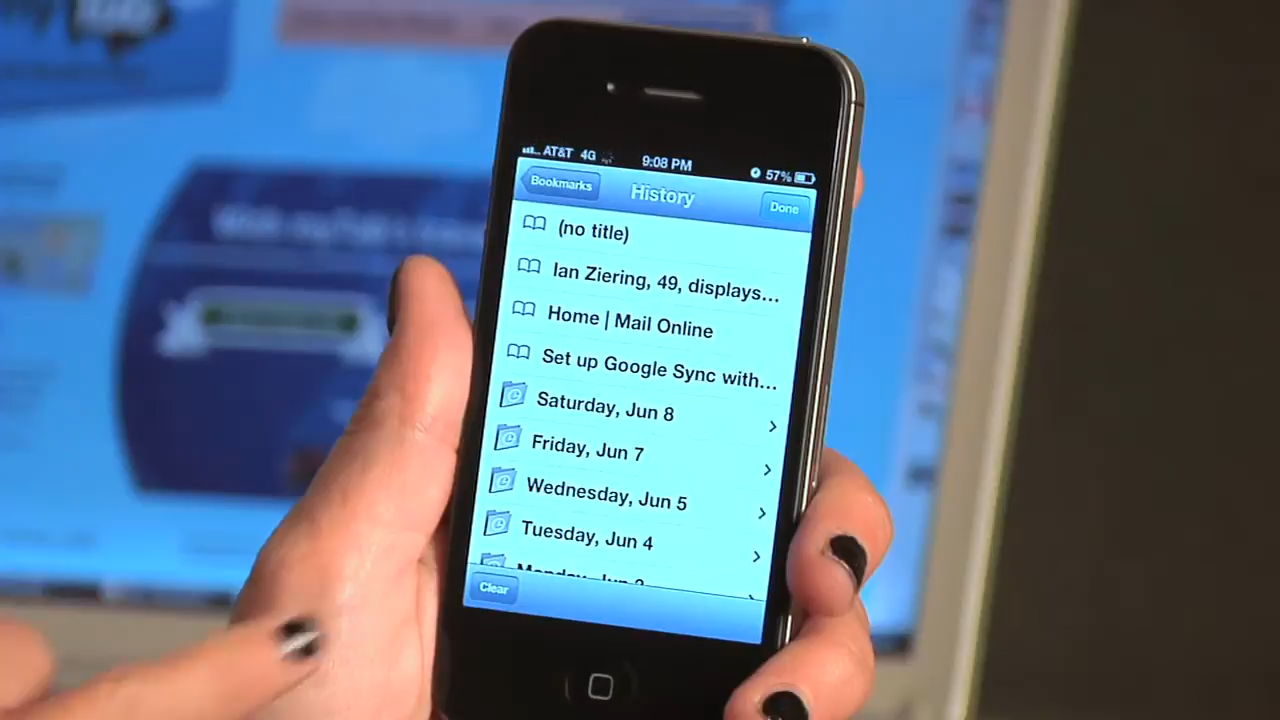 AT&T 4G 9:08 PM 57%
Bookmarks History Done
(no title)
Ian Ziering, 49, displays...
Home | Mail Online
Set up Google Sync with...
Saturday, Jun 8
Friday, Jun 7
Wednesday, Jun 5
Tuesday, Jun 4
Clear